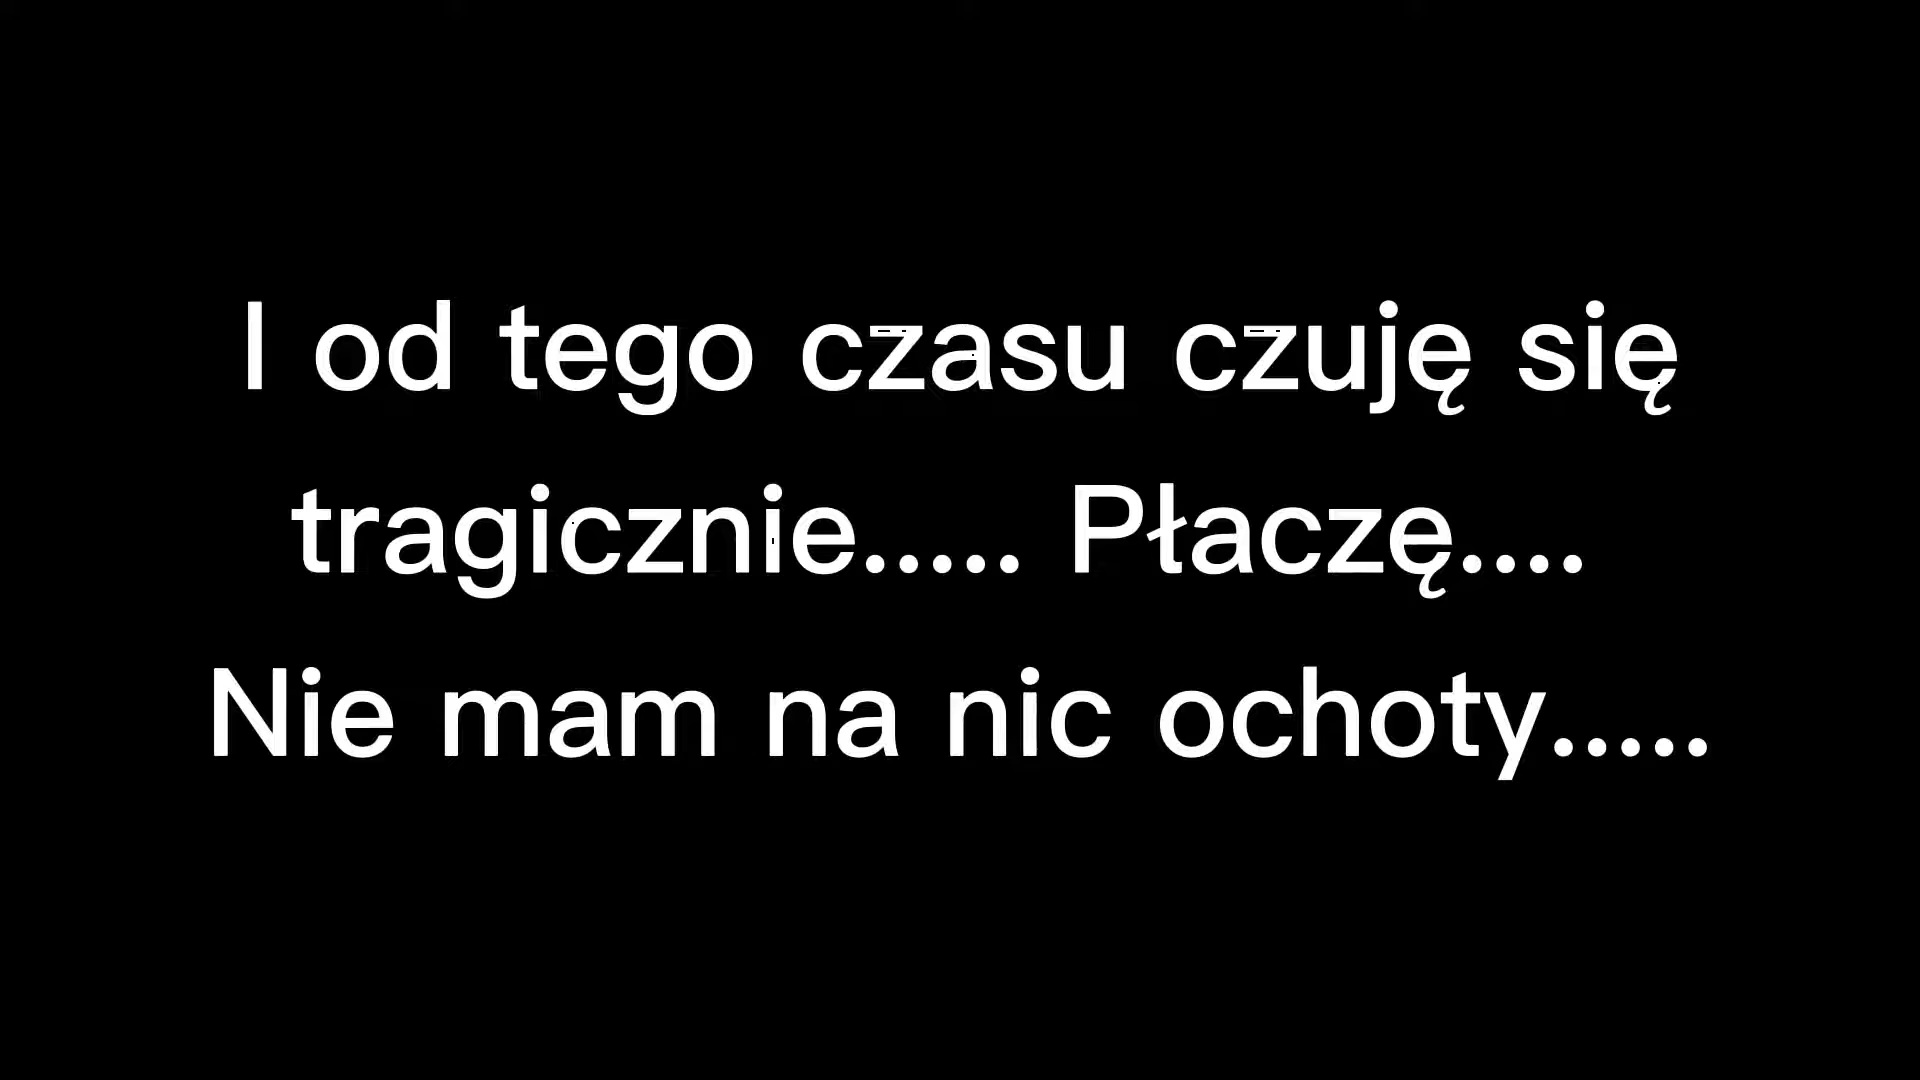 I od tego czasu czuję się
tragicznie..... Płaczę....
Nie mam na nic ochoty.....